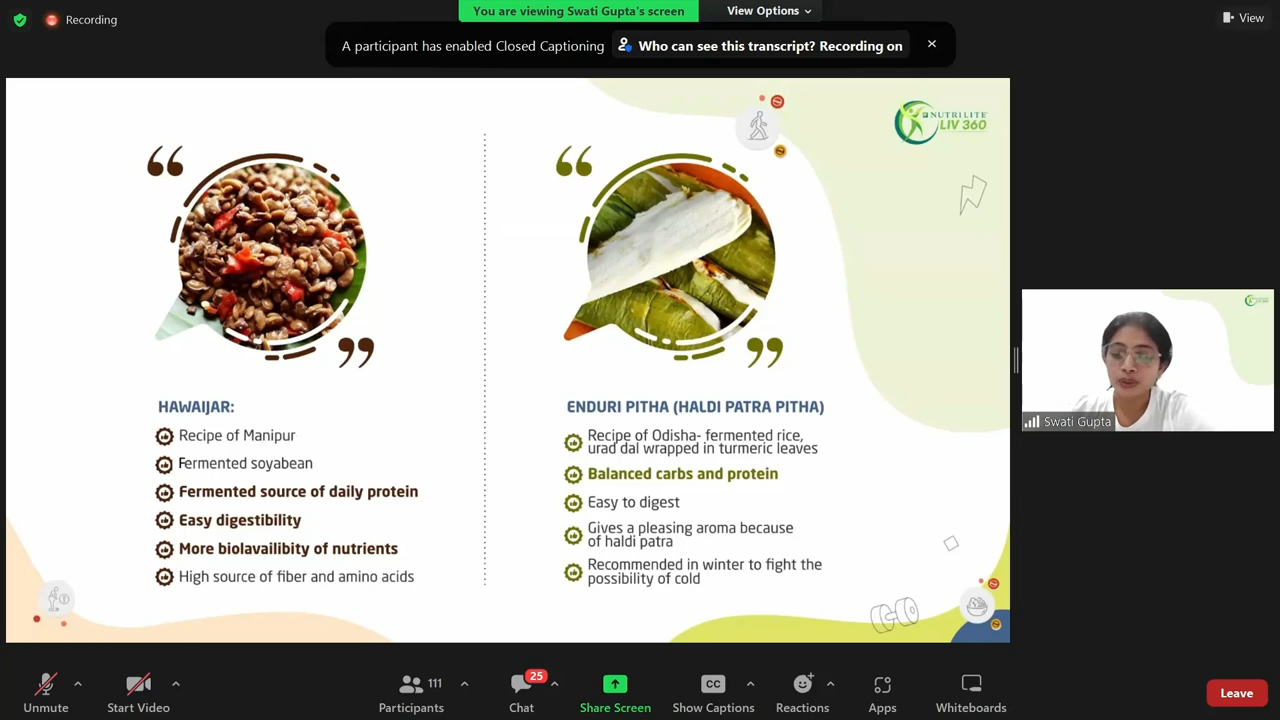 You are viewing Swati Gupta's screen
View Options
Recording
View
A participant has enabled Closed Captioning
Who can see this transcript? Recording on
NUTRILITE
LIV 360
HAWAIJAR:
Recipe of Manipur
Fermented soyabean
Fermented source of daily protein
Easy digestibility
More biolavailibity of nutrients
High source of fiber and amino acids
ENDURI PITHA (HALDI PATRA PITHA)
Recipe of Odisha- fermented rice,
urad dal wrapped in turmeric leaves
Balanced carbs and protein
Easy to digest
Gives a pleasing aroma because
of haldi patra
Recommended in winter to fight the
possibility of cold
Swati Gupta
Unmute
Start Video
111
Participants
25
Chat
Share Screen
CC
Show Captions
Reactions
Apps
Whiteboards
Leave